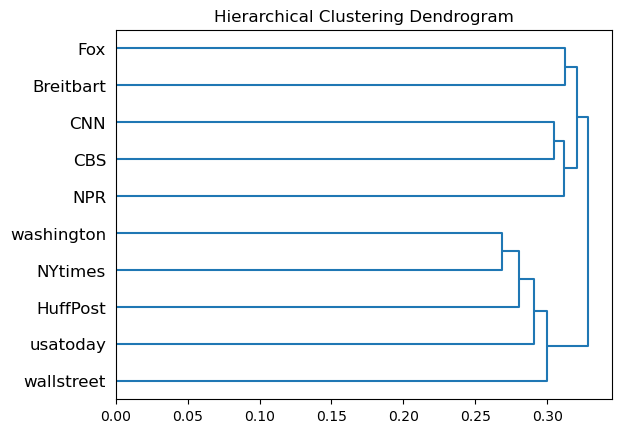 Hierarchical Clustering Dendrogram
Fox
Breitbart
CNN
CBS
NPR
washington
NYtimes
HuffPost
usatoday
wallstreet
0.00 0.05 0.10 0.15 0.20 0.25 0.30